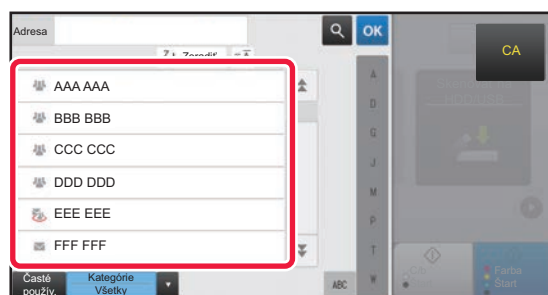 Adresa
OK
CA
Zoradiť
A
AAA AAA
D
BBB BBB
G
CCC CCC
J
DDD DDD
M
EEE EEE
P
FFF FFF
T
W
Časté
použív.
Kategórie
Všetky
ABC
Farba
Štart